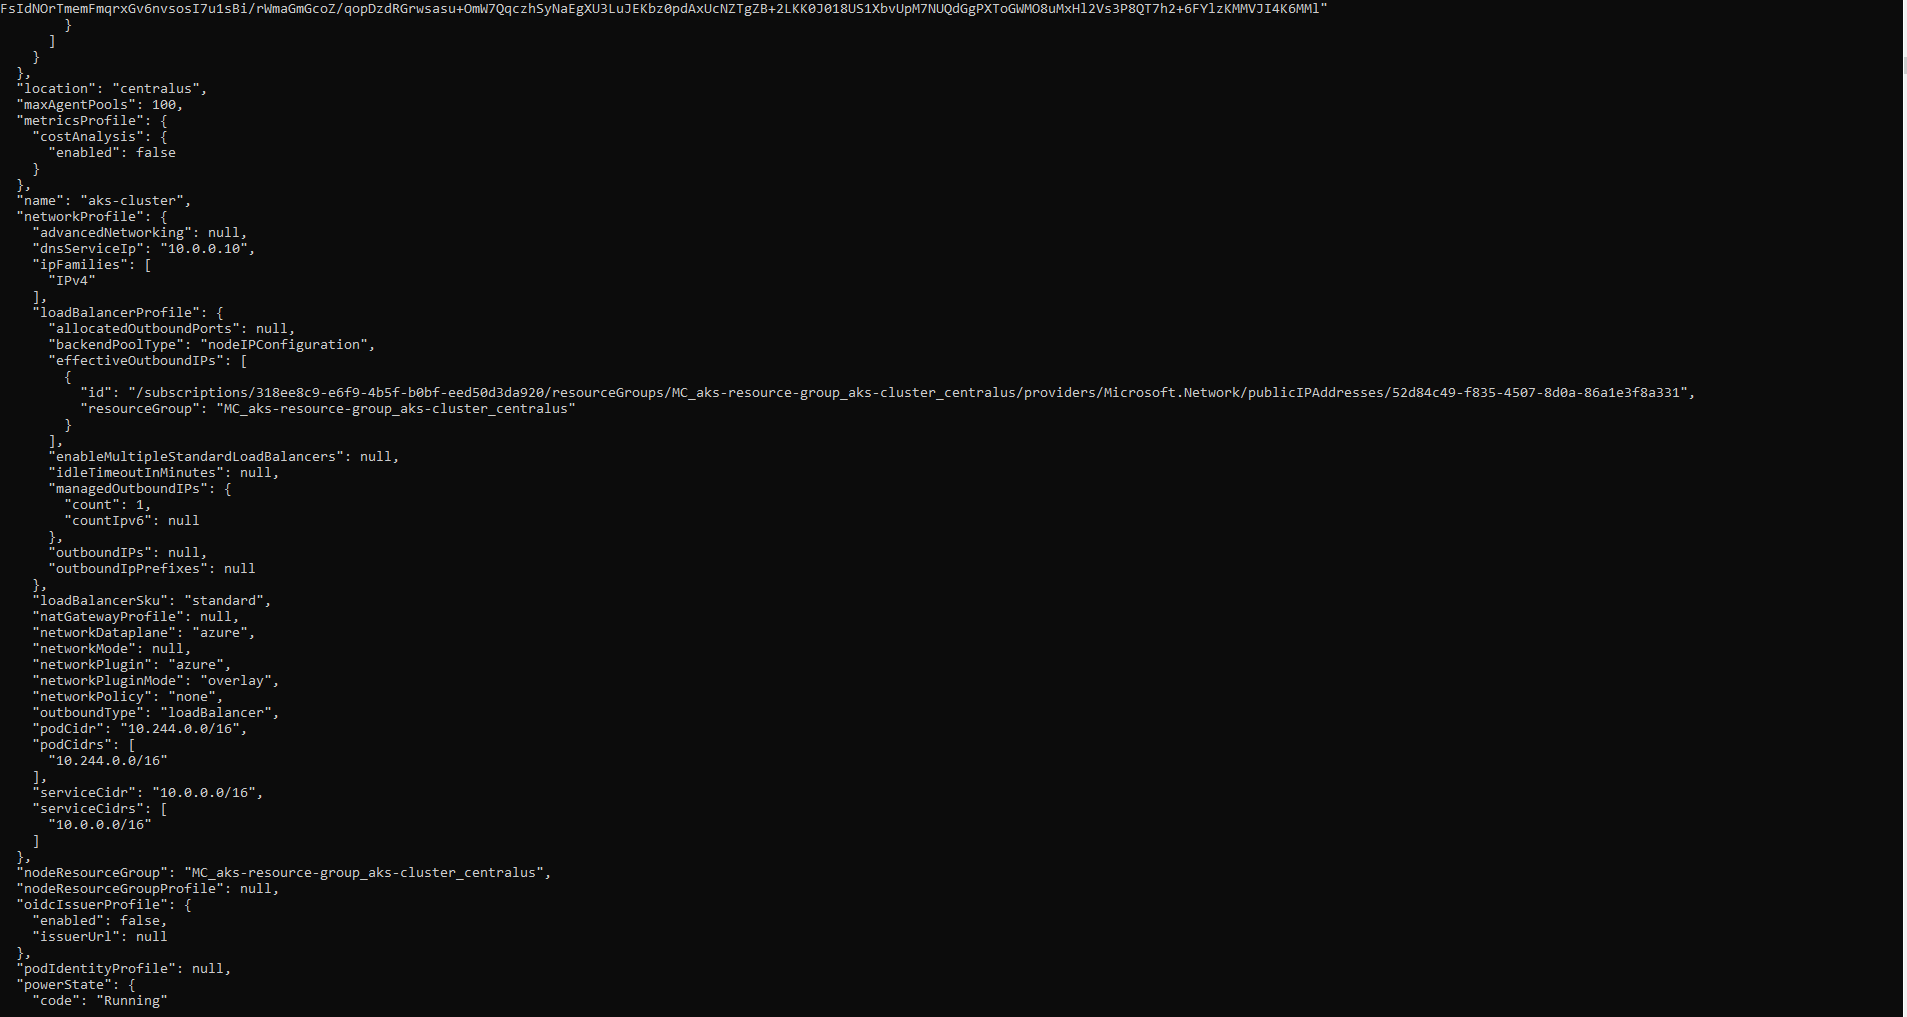 FsIdNOrTmemFmqrxGv6nvsosI7u1sBi/rWmaGmGcoZ/qopDzdRGrwsasu+OmW7QqczhSyNaEgXU3LuJEKbz0pdAxUcNZTgZB+2LKK0J018US1XbvUpM7NUQdGgPXToGWMO8uMxHl2Vs3P8QT7h2+6FYlzKMMVJI4K6MMl"
}
]
}
},
"location": "centralus",
"maxAgentPools": 100,
"metricsProfile": {
"costAnalysis": {
"enabled": false
}
},
"name": "aks-cluster",
"networkProfile": {
"advancedNetworking": null,
"dnsServiceIp": "10.0.0.10",
"ipFamilies": [
"IPv4"
],
"loadBalancerProfile": {
"allocatedOutboundPorts": null,
"backendPoolType": "nodeIPConfiguration",
"effectiveOutboundIPs": [
{
"id": "/subscriptions/318ee8c9-e6f9-4b5f-b0bf-eed50d3da920/resourceGroups/MC_aks-resource-group_aks-cluster_centralus/providers/Microsoft.Network/publicIPAddresses/52d84c49-f835-4507-8d0a-86a1e3f8a331",
"resourceGroup": "MC_aks-resource-group_aks-cluster_centralus"
}
],
"enableMultipleStandardLoadBalancers": null,
"idleTimeoutInMinutes": null,
"managedOutboundIPs": {
"count": 1,
"countIpv6": null
},
"outboundIPs": null,
"outboundIpPrefixes": null
},
"loadBalancerSku": "standard",
"natGatewayProfile": null,
"networkDataplane": "azure",
"networkMode": null,
"networkPlugin": "azure",
"networkPluginMode": "overlay",
"networkPolicy": "none",
"outboundType": "loadBalancer",
"podCidr": "10.244.0.0/16",
"podCidrs": [
"10.244.0.0/16"
],
"serviceCidr": "10.0.0.0/16",
"serviceCidrs": [
"10.0.0.0/16"
]
},
"nodeResourceGroup": "MC_aks-resource-group_aks-cluster_centralus",
"nodeResourceGroupProfile": null,
"oidcIssuerProfile": {
"enabled": false,
"issuerUrl": null
},
"podIdentityProfile": null,
"powerState": {
"code": "Running"